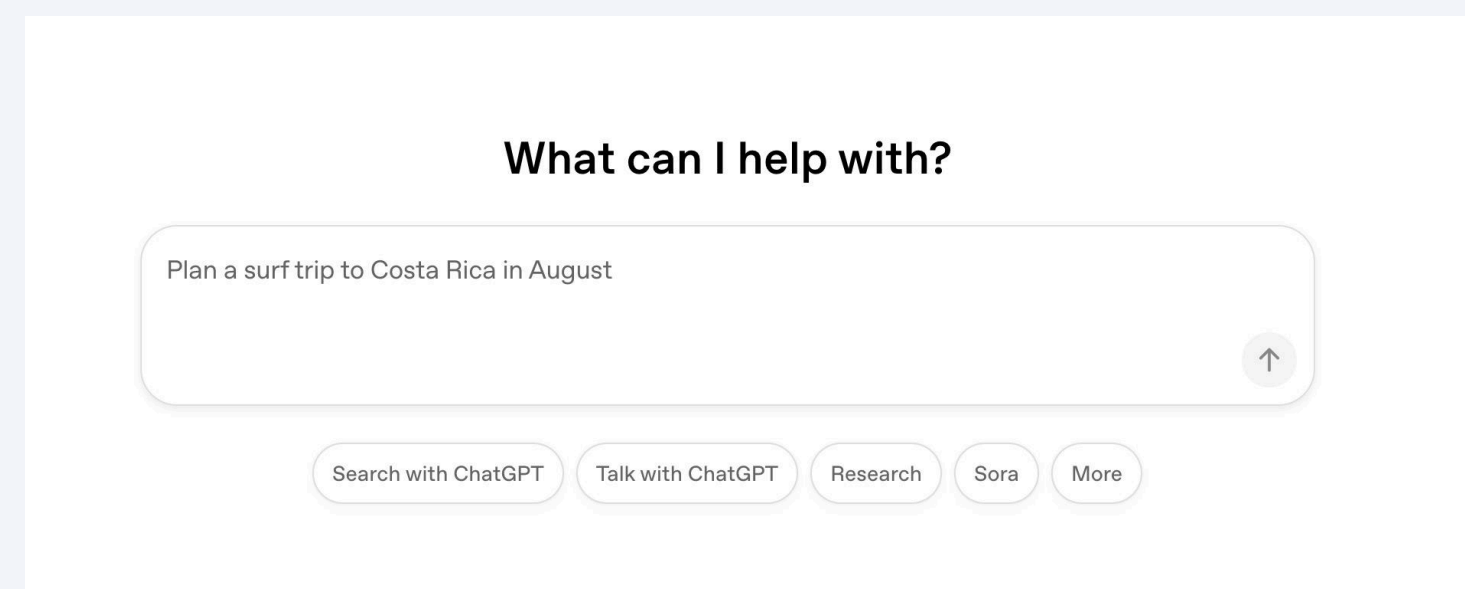 What can I help with?
Plan a surf trip to Costa Rica in August
Search with ChatGPT
Talk with ChatGPT
Research
Sora
More